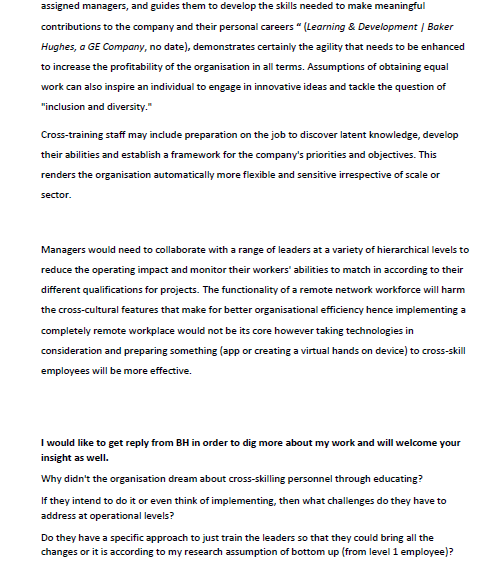 assigned managers, and guides them to develop the skills needed to make meaningful
contributions to the company and their personal careers “ (Learning & Development | Baker
Hughes, a GE Company, no date), demonstrates certainly the agility that needs to be enhanced
to increase the profitability of the organisation in all terms. Assumptions of obtaining equal
work can also inspire an individual to engage in innovative ideas and tackle the question of
"inclusion and diversity."
Cross-training staff may include preparation on the job to discover latent knowledge, develop
their abilities and establish a framework for the company's priorities and objectives. This
renders the organisation automatically more flexible and sensitive irrespective of scale or
sector.
Managers would need to collaborate with a range of leaders at a variety of hierarchical levels to
reduce the operating impact and monitor their workers' abilities to match in according to their
different qualifications for projects. The functionality of a remote network workforce will harm
the cross-cultural features that make for better organisational efficiency hence implementing a
completely remote workplace would not be its core however taking technologies in
consideration and preparing something (app or creating a virtual hands on device) to cross-skill
employees will be more effective.
I would like to get reply from BH in order to dig more about my work and will welcome your
insight as well.
Why didn't the organisation dream about cross-skilling personnel through educating?
If they intend to do it or even think of implementing, then what challenges do they have to
address at operational levels?
Do they have a specific approach to just train the leaders so that they could bring all the
changes or it is according to my research assumption of bottom up (from level 1 employee)?